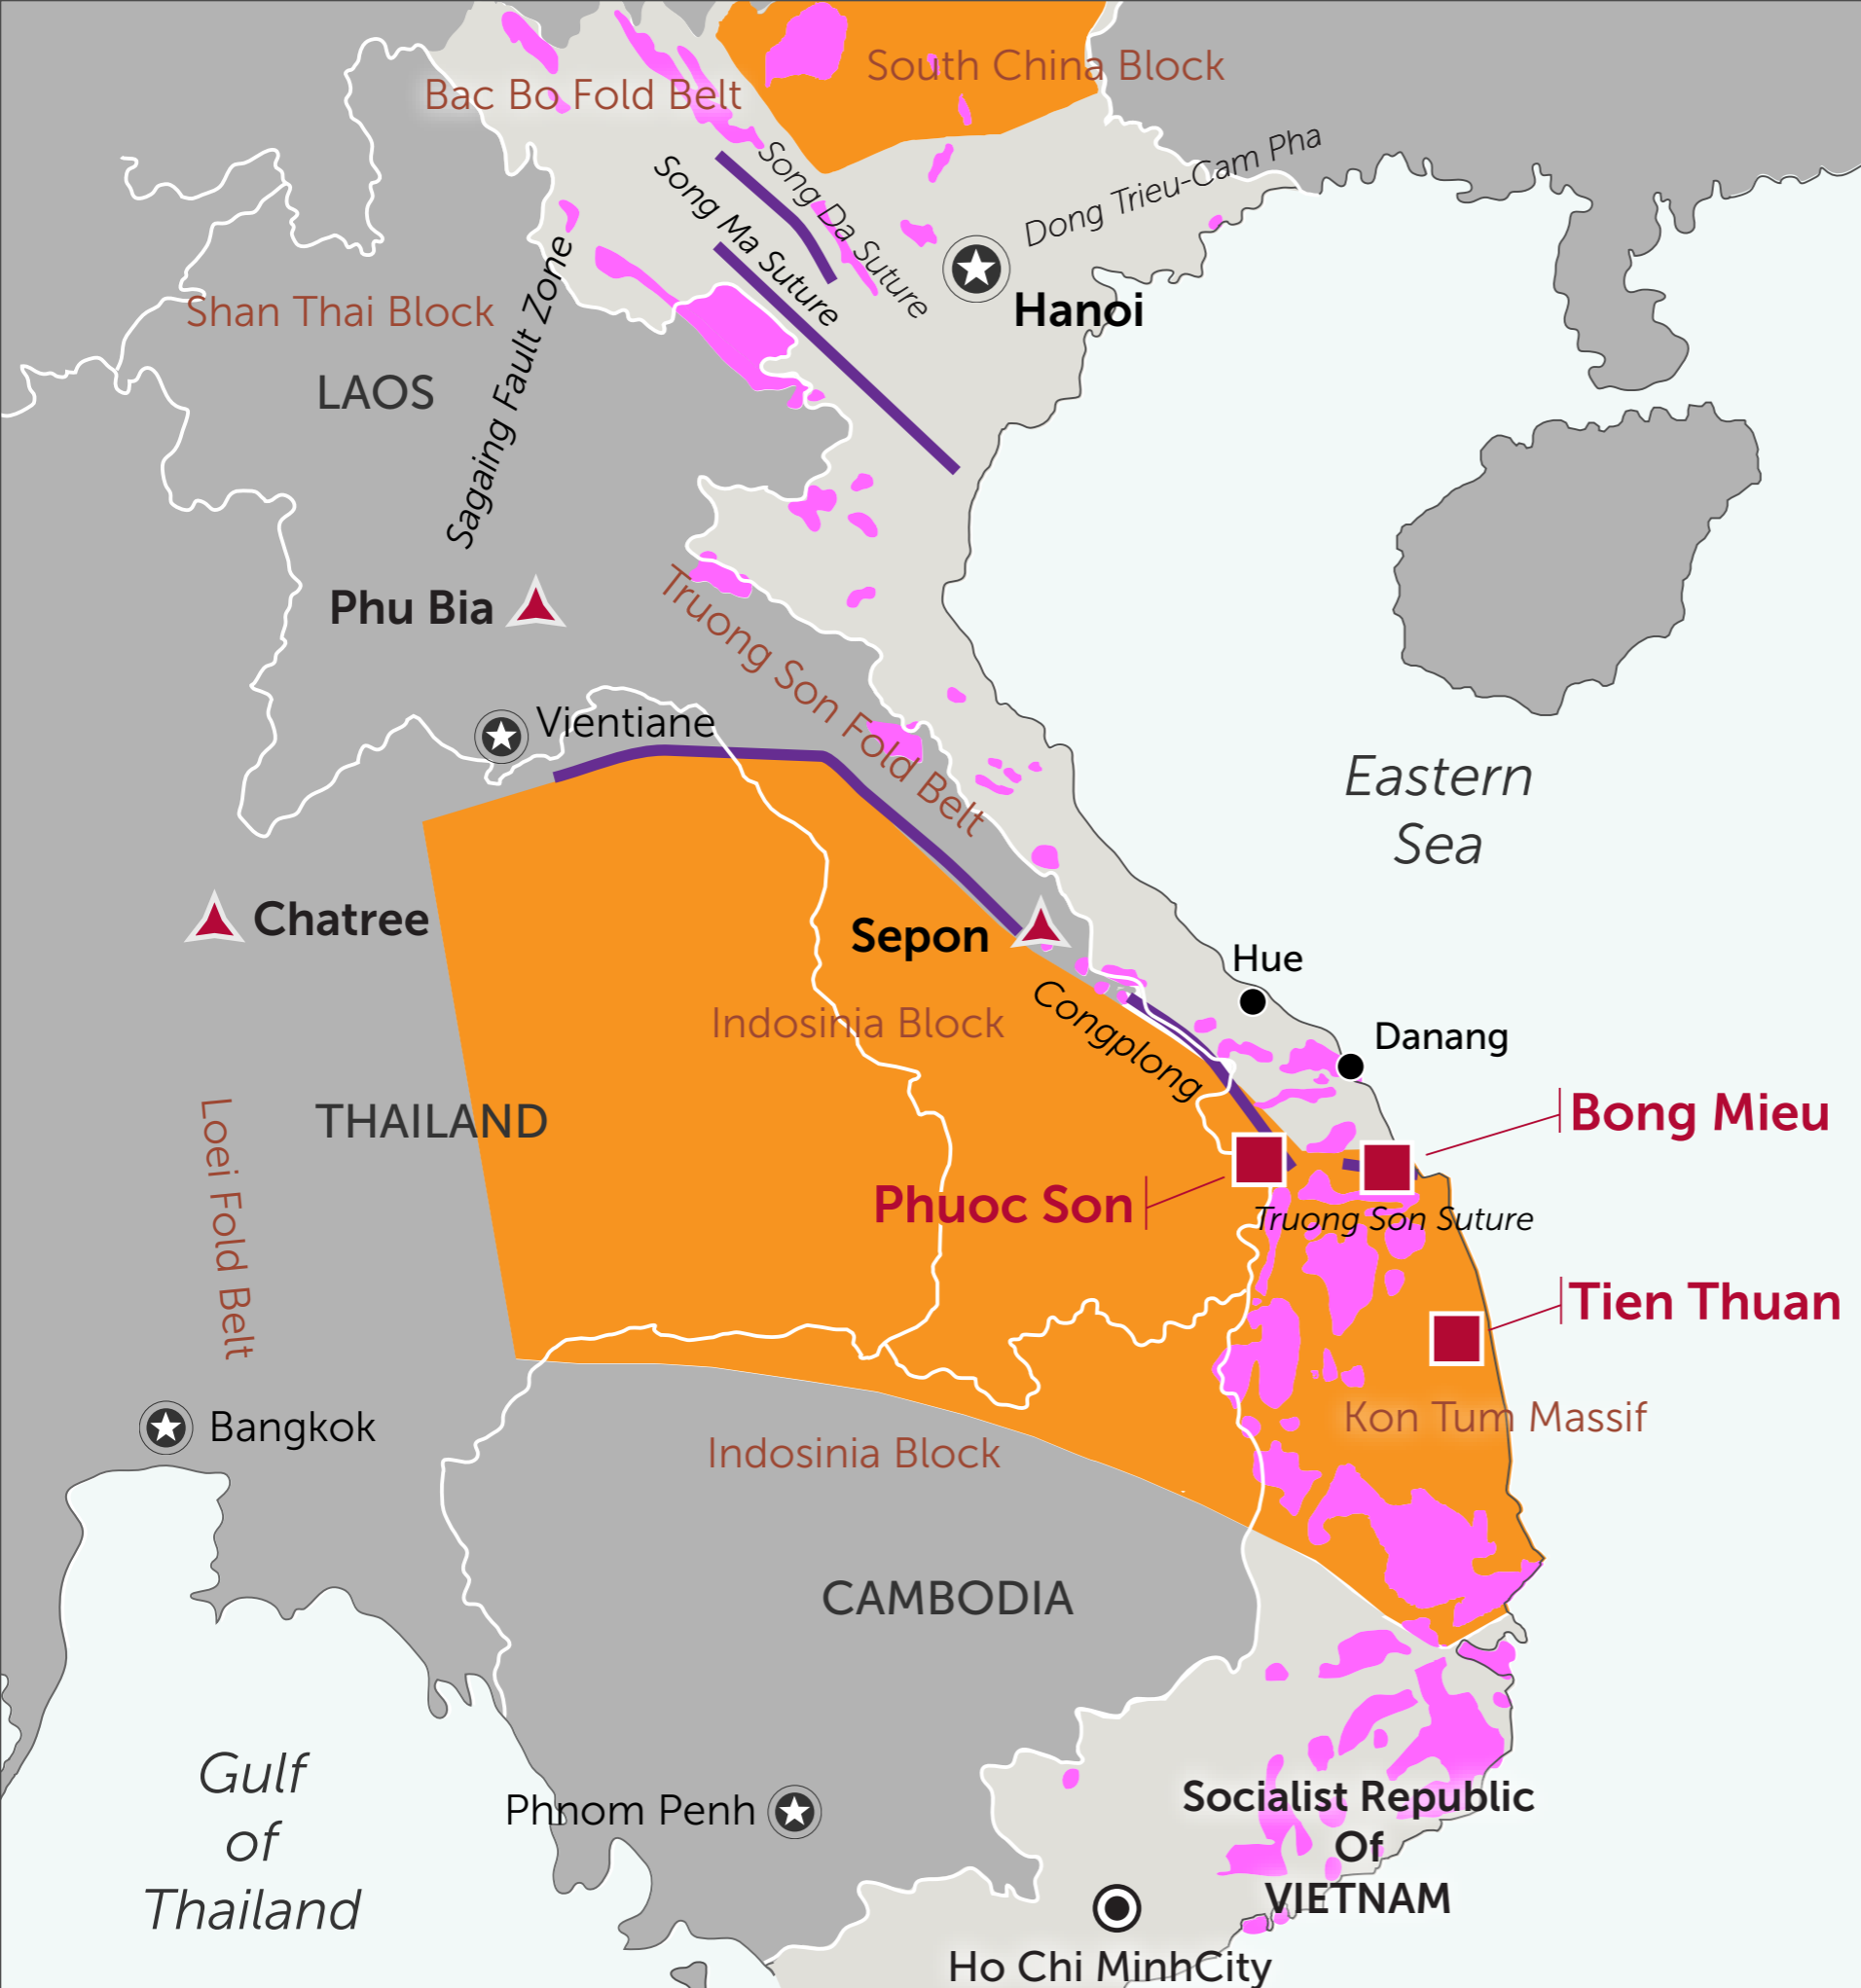 South China Block
Bac Bo Fold Belt
Dong Trieu-Cam Pha
Song Da Suture
Song Ma Suture
Hanoi
Shan Thai Block
Sagaing Fault Zone
LAOS
Phu Bia
Truong Son Fold Belt
Vientiane
Eastern
Sea
Chatree
Sepon
Hue
Congplong
Indosinia Block
Danang
Bong Mieu
THAILAND
Loei Fold Belt
Phuoc Son
Truong Son Suture
Tien Thuan
Kon Tum Massif
Bangkok
Indosinia Block
CAMBODIA
Gulf
of
Thailand
Phnom Penh
Socialist Republic
Of
VIETNAM
Ho Chi MinhCity